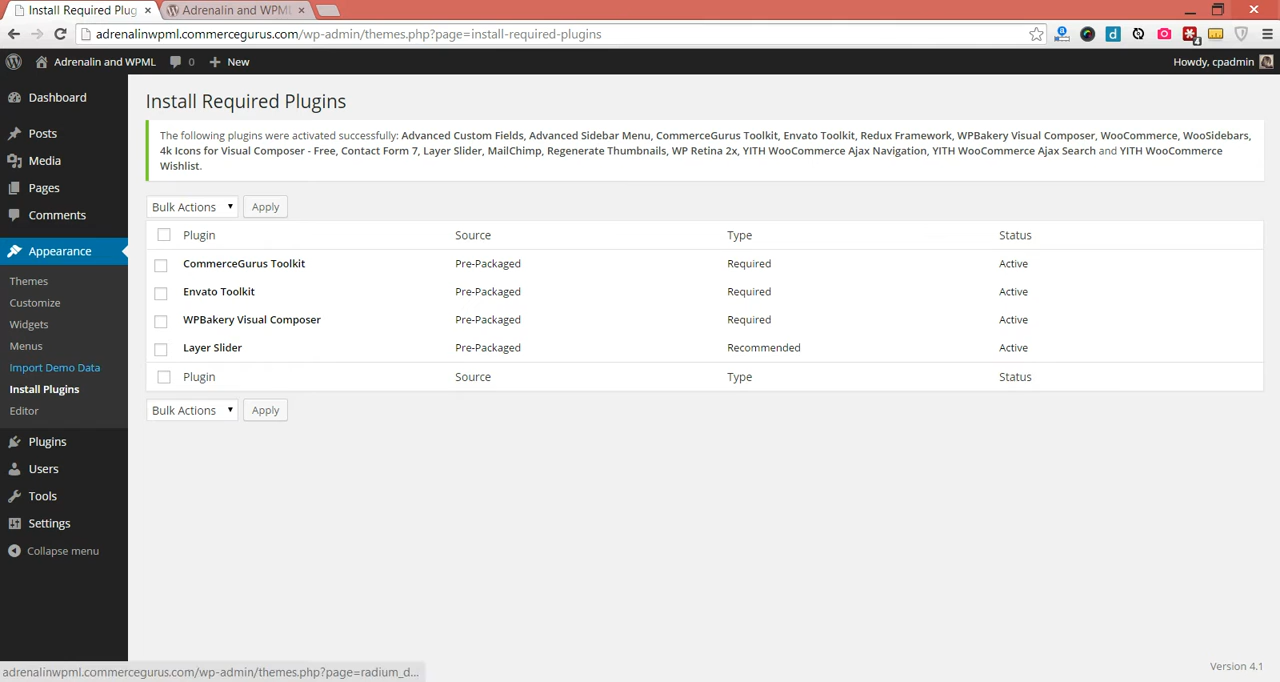 Install Required Plug
Adrenalin and WPML
adrenalinwpml.commercegurus.com/wp-admin/themes.php?page=install-required-plugins
Adrenalin and WPML
0
New
Howdy, cpadmin
Dashboard
Posts
Media
Pages
Comments
Appearance
Themes
Customize
Widgets
Menus
Import Demo Data
Install Plugins
Editor
Plugins
Users
Tools
Settings
Collapse menu
Install Required Plugins
The following plugins were activated successfully: Advanced Custom Fields, Advanced Sidebar Menu, CommerceGurus Toolkit, Envato Toolkit, Redux Framework, WPBakery Visual Composer, WooCommerce, WooSidebars,
4k Icons for Visual Composer - Free, Contact Form 7, Layer Slider, MailChimp, Regenerate Thumbnails, WP Retina 2x, YITH WooCommerce Ajax Navigation, YITH WooCommerce Ajax Search and YITH WooCommerce
Wishlist.
Bulk Actions Apply
Plugin Source Type Status
CommerceGurus Toolkit Pre-Packaged Required Active
Envato Toolkit Pre-Packaged Required Active
WPBakery Visual Composer Pre-Packaged Required Active
Layer Slider Pre-Packaged Recommended Active
Plugin Source Type Status
Bulk Actions Apply
Version 4.1
adrenalinwpml.commercegurus.com/wp-admin/themes.php?page=radium_d...